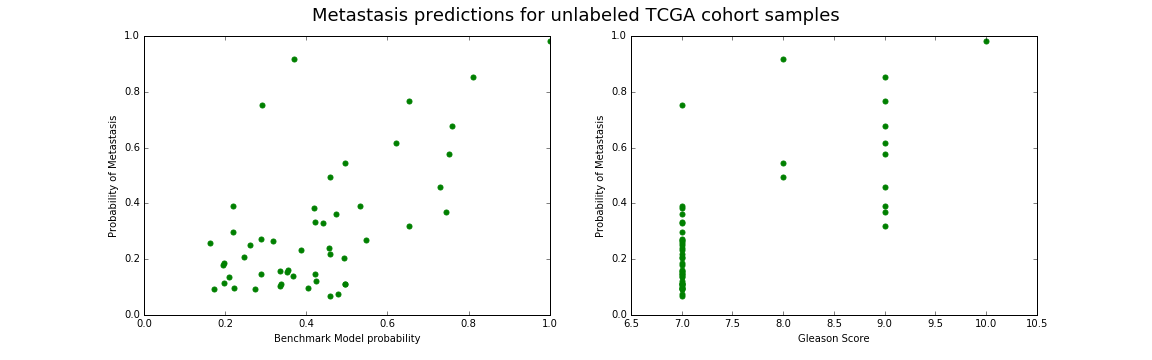 Metastasis predictions for unlabeled TCGA cohort samples
1.0
0.8
0.6
0.4
0.2
0.0
Probability of Metastasis
0.0 0.2 0.4 0.6 0.8 1.0
Benchmark Model probability
1.0
0.8
0.6
0.4
0.2
0.0
Probability of Metastasis
6.5 7.0 7.5 8.0 8.5 9.0 9.5 10.0 10.5
Gleason Score